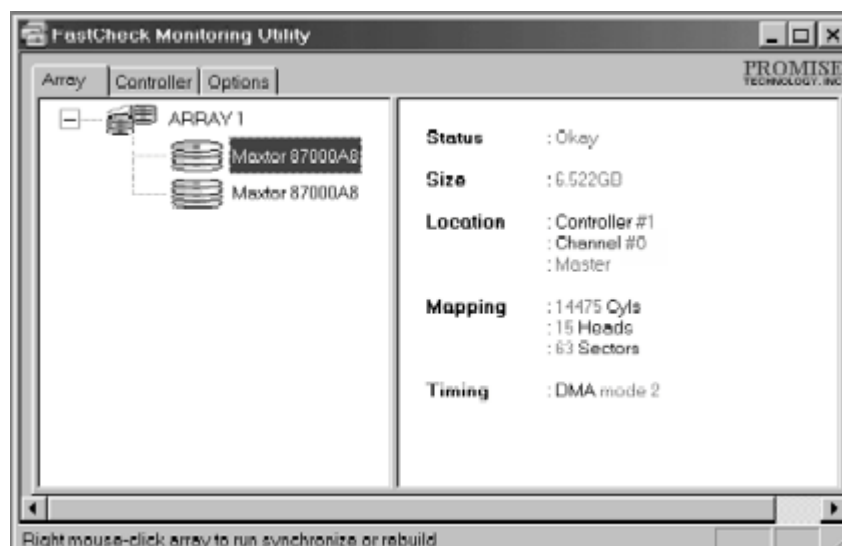 FastCheck Monitoring Utility
PROMISE
TECHNOLOGY, INC
Array Controller Options
ARRAY 1
Maxtor 87000A8
Maxtor 87000A8
Status : Okay
Size : 6.522GB
Location : Controller #1
: Channel #0
: Master
Mapping : 14475 Cyls
: 15 Heads
: 63 Sectors
Timing : DMA mode 2
Right mouse-click array to run synchronize or rebuild